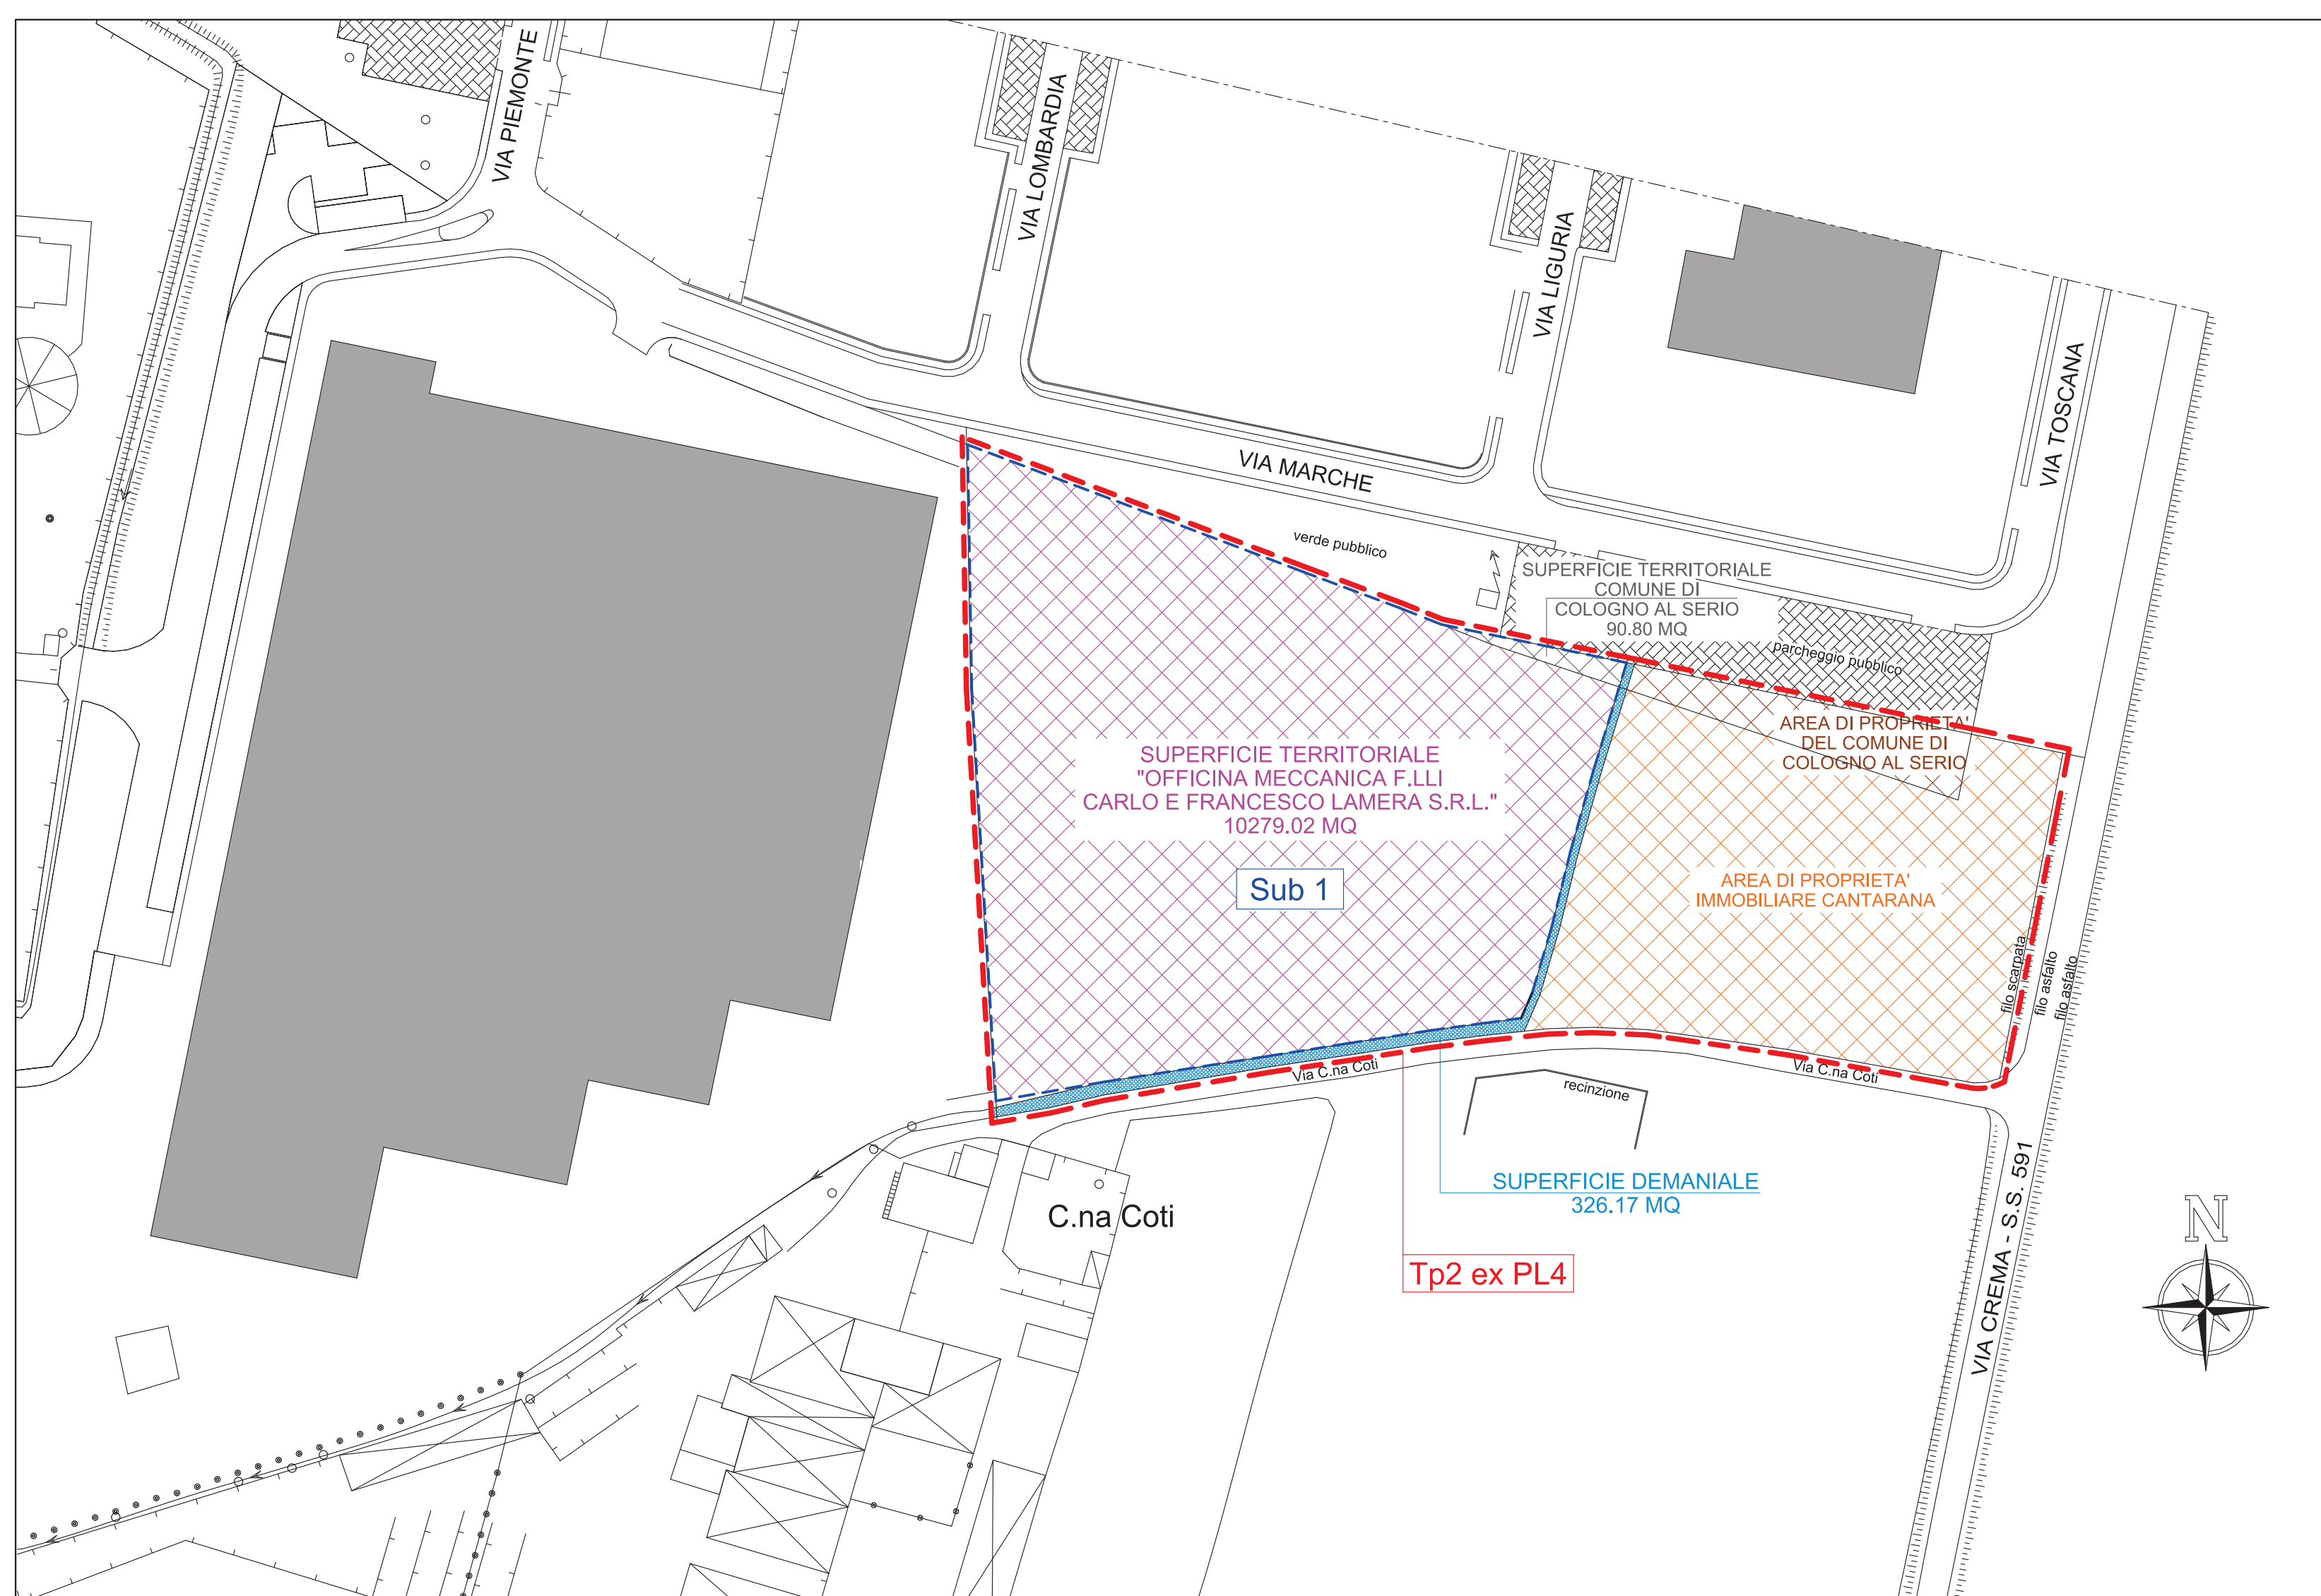 VIA PIEMONTE
VIA LOMBARDIA
VIA LIGURIA
VIA TOSCANA
VIA MARCHE
verde pubblico
SUPERFICIE TERRITORIALE
COMUNE DI
COLOGNO AL SERIO
90.80 MQ
parcheggio pubblico
AREA DI PROPRIETA'
DEL COMUNE DI
COLOGNO AL SERIO
SUPERFICIE TERRITORIALE
"OFFICINA MECCANICA F.LLI
CARLO E FRANCESCO LAMERA S.R.L."
10279.02 MQ
Sub 1
AREA DI PROPRIETA'
IMMOBILIARE CANTARANA
filo scarpata
filo asfalto
filo asfalto
Via C.na Coti
Via C.na Coti
recinzione
SUPERFICIE DEMANIALE
326.17 MQ
C.na Coti
Tp2 ex PL4
VIA CREMA - S.S. 591
N